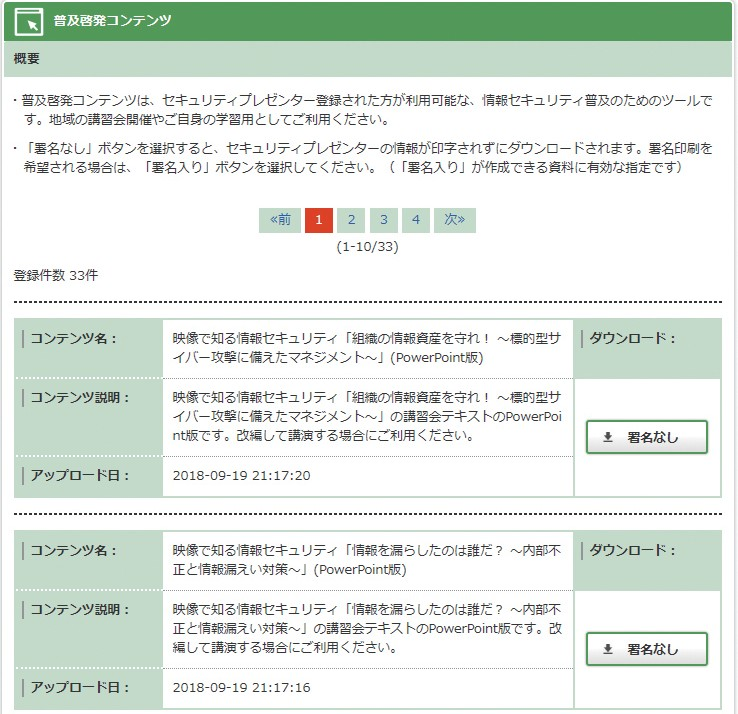 普及啓発コンテンツ
概要
・普及啓発コンテンツは、セキュリティプレゼンター登録された方が利用可能な、情報セキュリティ普及のためのツールで
す。地域の講習会開催やご自身の学習用としてご利用ください。
・「署名なし」ボタンを選択すると、セキュリティプレゼンターの情報が印字されずにダウンロードされます。署名印刷を
希望される場合は、「署名入り」ボタンを選択してください。（「署名入り」が作成できる資料に有効な指定です）
«前 1 2 3 4 次»
(1-10/33)
登録件数 33件
コンテンツ名：
映像で知る情報セキュリティ「組織の情報資産を守れ！ ～標的型サ
イバー攻撃に備えたマネジメント～」(PowerPoint版)
ダウンロード：
コンテンツ説明：
映像で知る情報セキュリティ「組織の情報資産を守れ！ ～標的型サ
イバー攻撃に備えたマネジメント～」の講習会テキストのPowerPoi
nt版です。改編して講演する場合にご利用ください。
署名なし
アップロード日：
2018-09-19 21:17:20
コンテンツ名：
映像で知る情報セキュリティ「情報を漏らしたのは誰だ？ ～内部不
正と情報漏えい対策～」(PowerPoint版)
ダウンロード：
コンテンツ説明：
映像で知る情報セキュリティ「情報を漏らしたのは誰だ？ ～内部不
正と情報漏えい対策～」の講習会テキストのPowerPoint版です。改
編して講演する場合にご利用ください。
署名なし
アップロード日：
2018-09-19 21:17:16